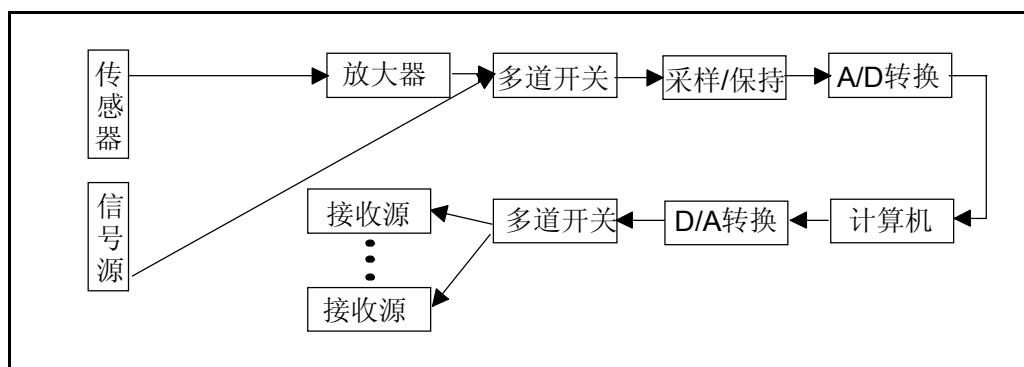 传感器
放大器
多道开关
采样/保持
A/D转换
信号源
接收源
多道开关
D/A转换
计算机
接收源